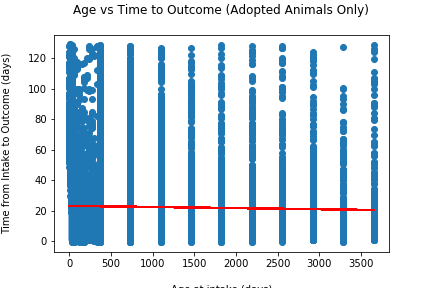 Age vs Time to Outcome (Adopted Animals Only)
Time from Intake to Outcome (days)
120
100
80
60
40
20
0
0 500 1000 1500 2000 2500 3000 3500
Age at intake (days)